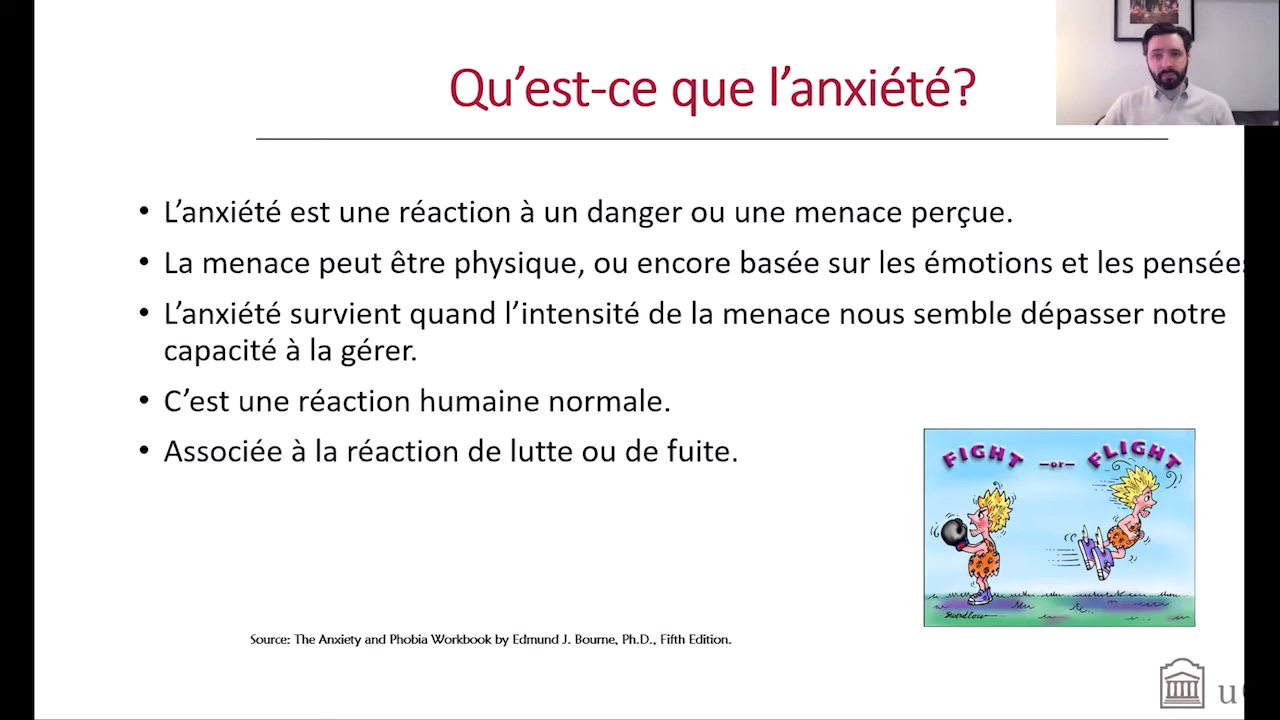 Qu’est-ce que l’anxiété?
• L’anxiété est une réaction à un danger ou une menace perçue.
• La menace peut être physique, ou encore basée sur les émotions et les pensées
• L’anxiété survient quand l’intensité de la menace nous semble dépasser notre
capacité à la gérer.
• C’est une réaction humaine normale.
• Associée à la réaction de lutte ou de fuite.
FIGHT —or— FLIGHT
Swerdlow
Source: The Anxiety and Phobia Workbook by Edmund J. Bourne, Ph.D., Fifth Edition.
u